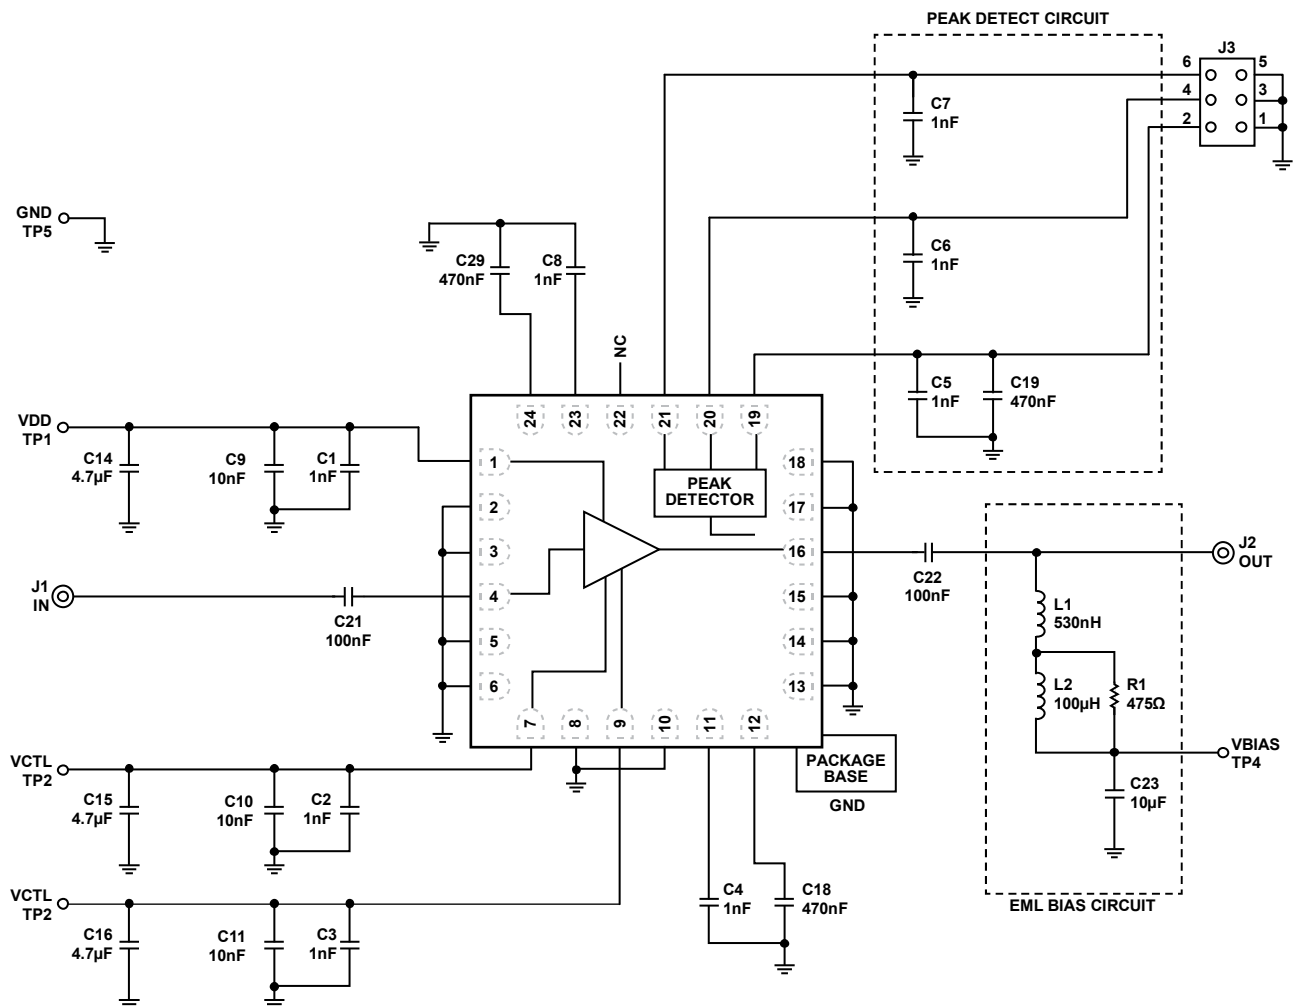 PEAK DETECT CIRCUIT
J3
6
5
4
3
2
1
C7
1nF
C6
1nF
C5
1nF
C19
470nF
GND
TP5
C29
470nF
C8
1nF
NC
24
23
22
21
20
19
VDD
TP1
C14
4.7µF
C9
10nF
C1
1nF
1
2
3
4
5
6
PEAK
DETECTOR
18
17
16
15
14
13
J1
IN
C21
100nF
C22
100nF
J2
OUT
L1
530nH
L2
100µH
R1
475Ω
VBIAS
TP4
C23
10µF
EML BIAS CIRCUIT
7
8
9
10
11
12
PACKAGE
BASE
GND
VCTL
TP2
C15
4.7µF
C10
10nF
C2
1nF
VCTL
TP2
C16
4.7µF
C11
10nF
C3
1nF
C4
1nF
C18
470nF